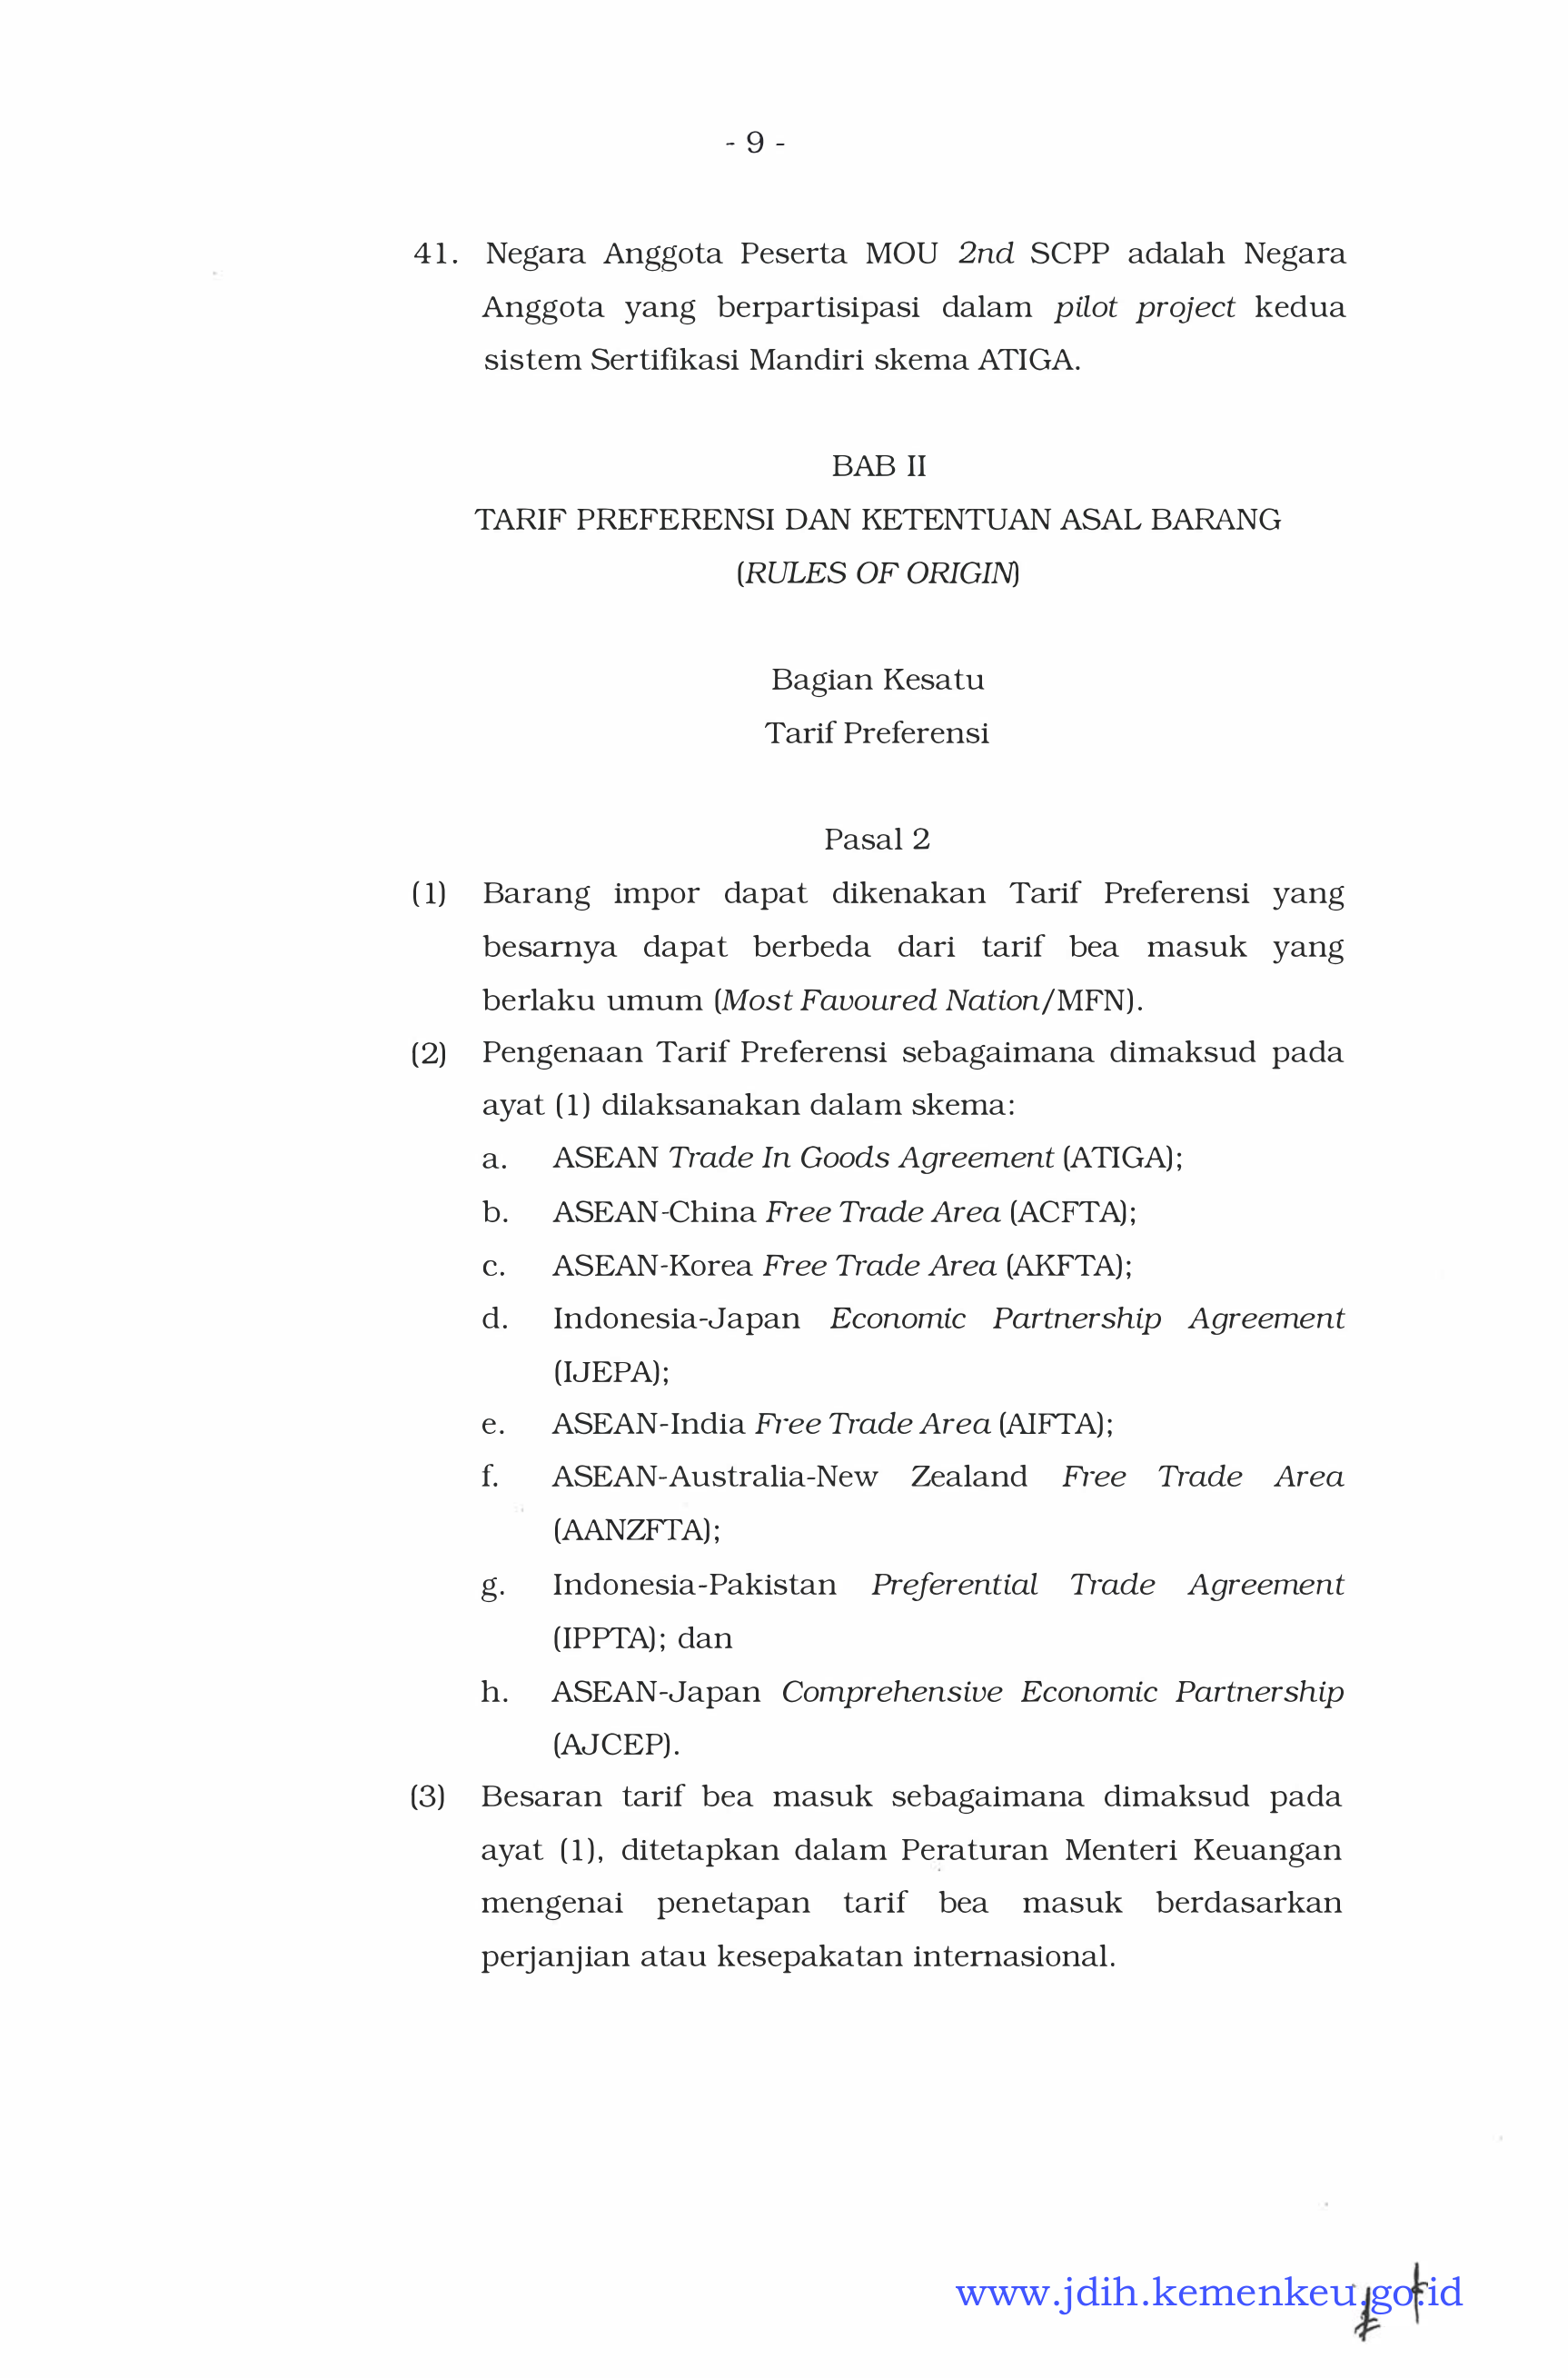 - 9 -
41. Negara Anggota Peserta MOU 2nd SCPP adalah Negara
Anggota yang berpartisipasi dalam pilot project kedua
sistem Sertifikasi Mandiri skema ATIGA.
BAB II
TARIF PREFERENSI DAN KETENTUAN ASAL BARANG
(RULES OF ORIGIN)
Bagian Kesatu
Tarif Preferensi
Pasal 2
(1) Barang impor dapat dikenakan Tarif Preferensi yang
besarnya dapat berbeda dari tarif bea masuk yang
berlaku umum (Most Favoured Nation/MFN).
(2) Pengenaan Tarif Preferensi sebagaimana dimaksud pada
ayat (1) dilaksanakan dalam skema:
a. ASEAN Trade In Goods Agreement (ATIGA);
b. ASEAN-China Free Trade Area (ACFTA);
c. ASEAN-Korea Free Trade Area (AKFTA);
d. Indonesia-Japan Economic Partnership Agreement
(IJEPA);
e. ASEAN-India Free Trade Area (AIFTA);
f. ASEAN-Australia-New Zealand Free Trade Area
(AANZFTA);
g. Indonesia-Pakistan Preferential Trade Agreement
(IPPTA); dan
h. ASEAN-Japan Comprehensive Economic Partnership
(AJCEP).
(3) Besaran tarif bea masuk sebagaimana dimaksud pada
ayat (1), ditetapkan dalam Peraturan Menteri Keuangan
mengenai penetapan tarif bea masuk berdasarkan
perjanjian atau kesepakatan internasional.
www.jdih.kemenkeu.go.id